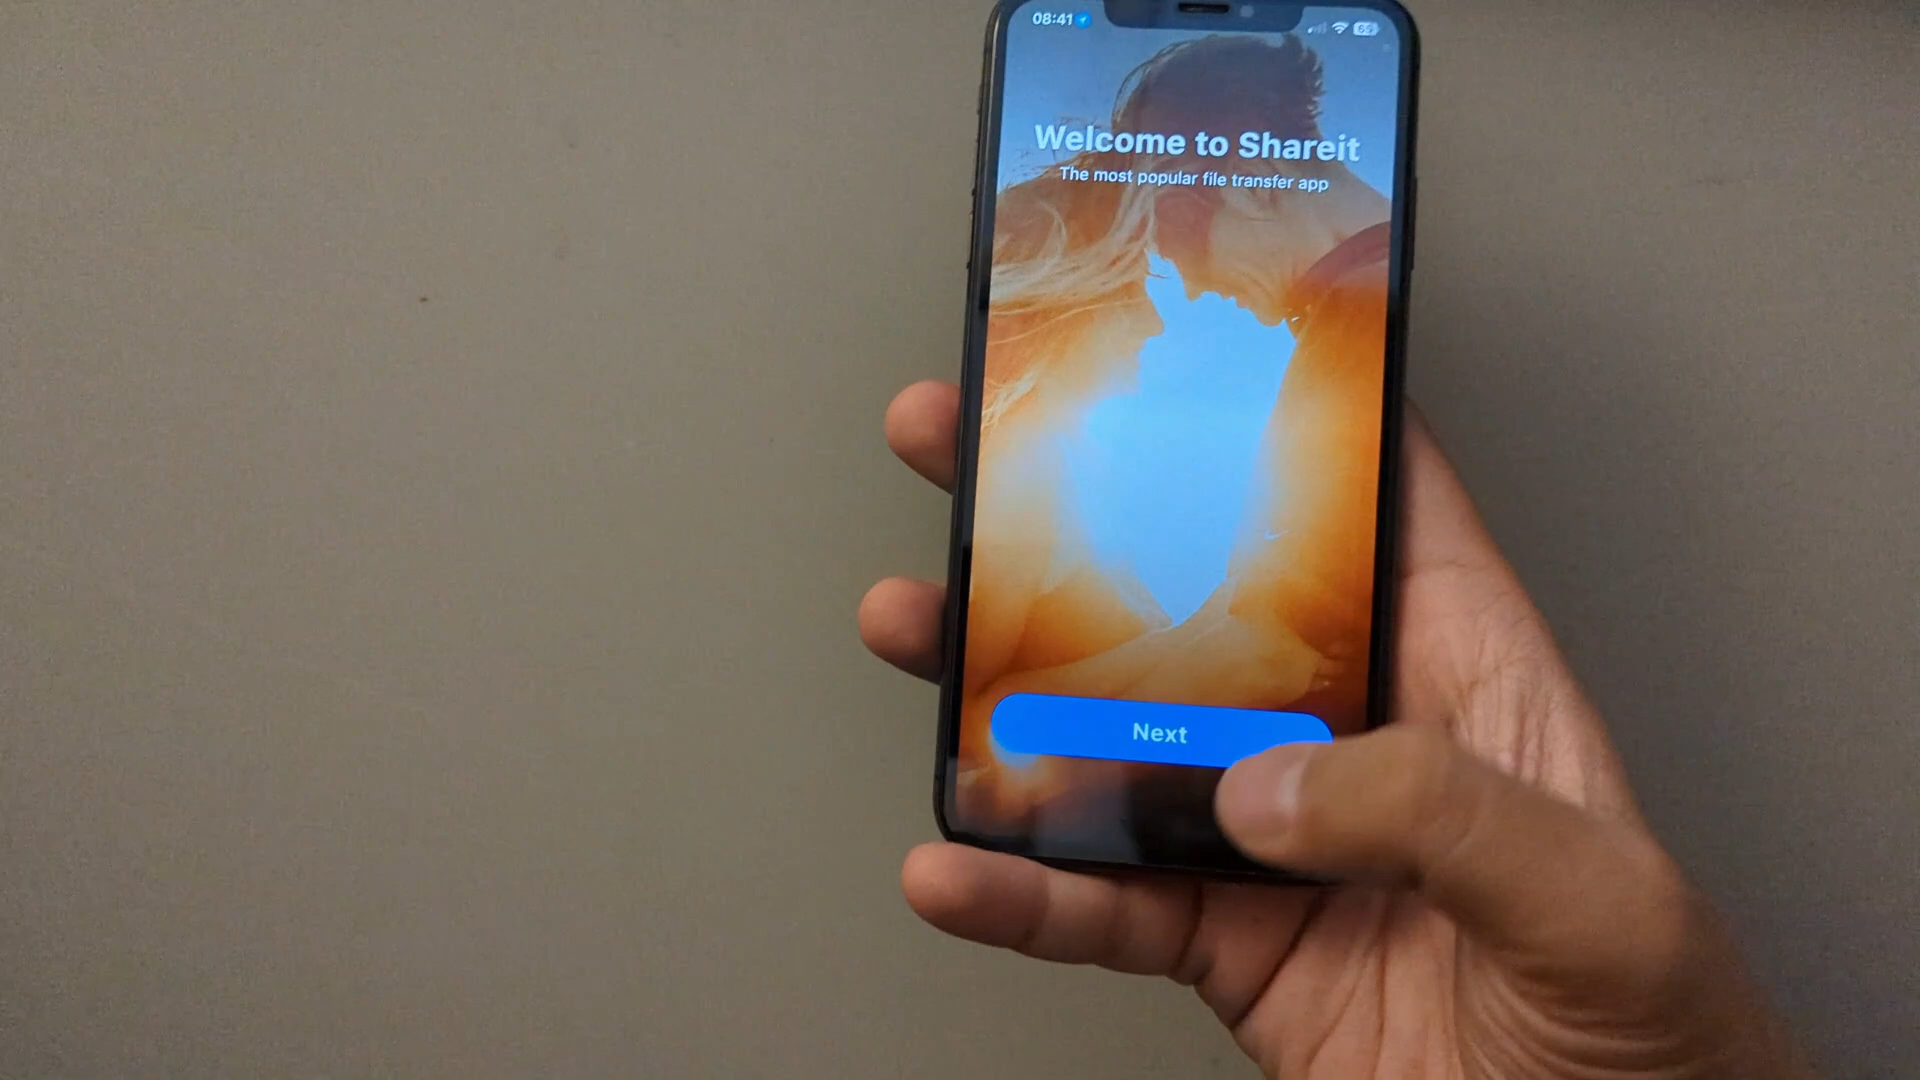 08:41
Welcome to Shareit
The most popular file transfer app
Next